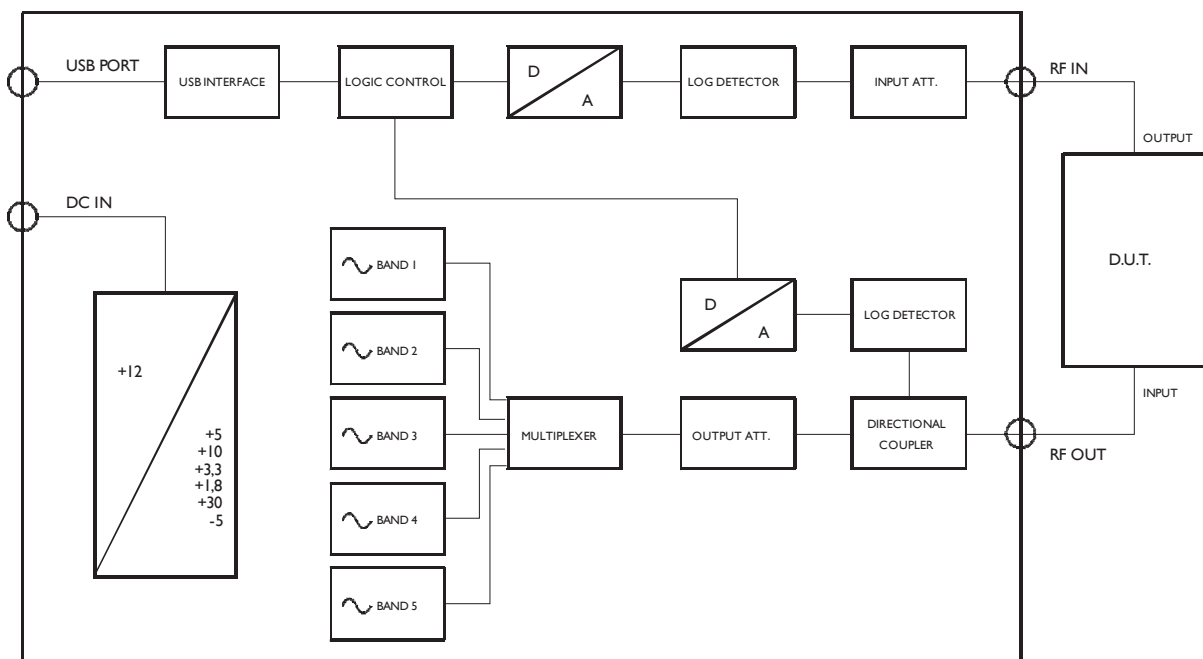 USB PORT
USB INTERFACE
LOGIC CONTROL
D
A
LOG DETECTOR
INPUT ATT.
RF IN
OUTPUT
DC IN
D.U.T.
BAND 1
D
A
LOG DETECTOR
BAND 2
+12
INPUT
BAND 3
MULTIPLEXER
OUTPUT ATT.
DIRECTIONAL
COUPLER
RF OUT
+5
+10
+3,3
+1,8
+30
-5
BAND 4
BAND 5